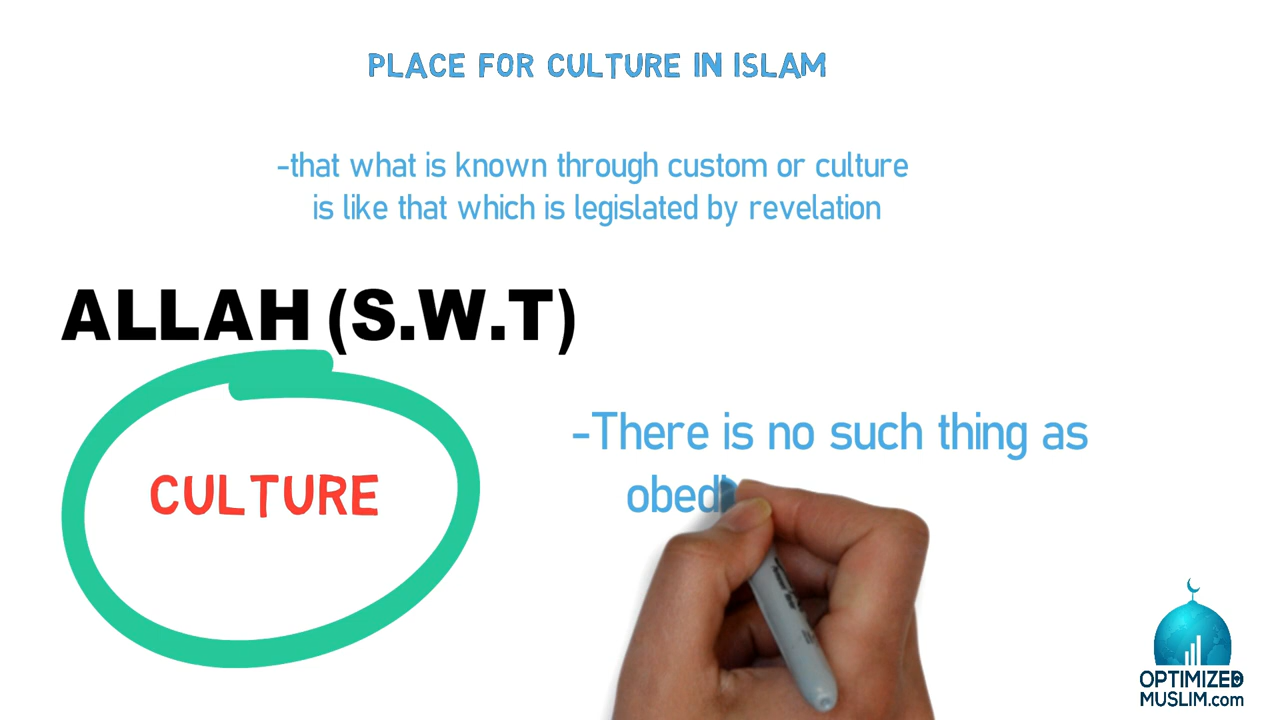 PLACE FOR CULTURE IN ISLAM
-that what is known through custom or culture
is like that which is legislated by revelation
ALLAH (S.W.T)
CULTURE
-There is no such thing as
OPTIMIZED
MUSLIM.com